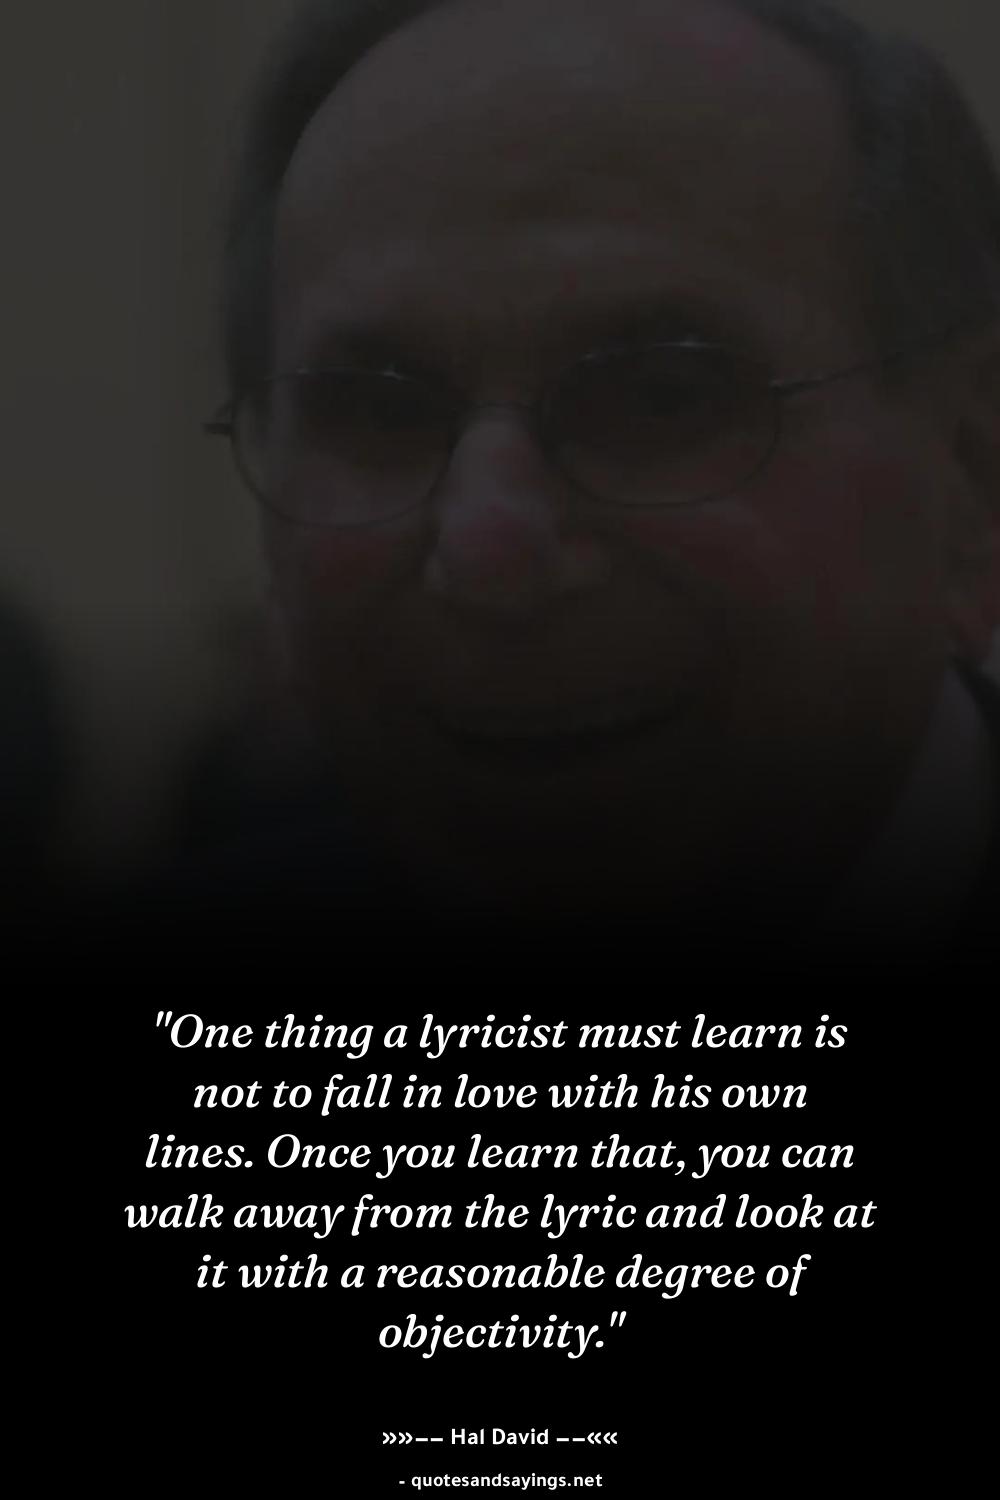 "One thing a lyricist must learn is
not to fall in love with his own
lines. Once you learn that, you can
walk away from the lyric and look at
it with a reasonable degree of
objectivity."
»»−− Hal David −−««
- quotesandsayings.net